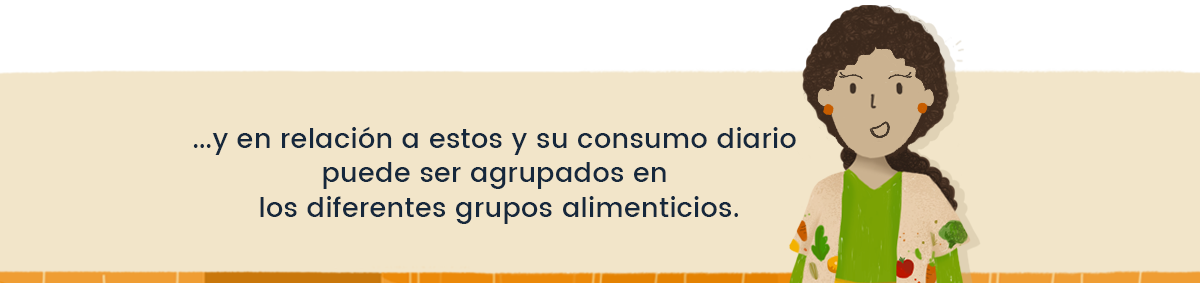 ...y en relación a estos y su consumo diario
puede ser agrupados en
los diferentes grupos alimenticios.